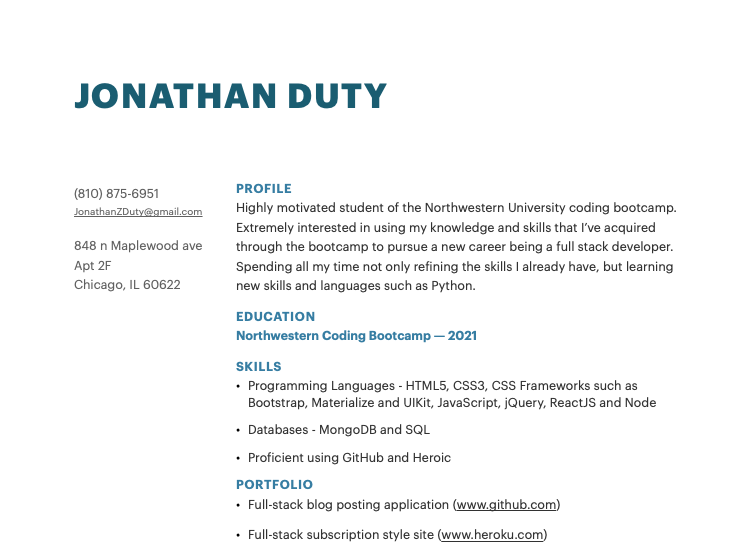 JONATHAN DUTY
(810) 875-6951
JonathanZDuty@gmail.com
848 n Maplewood ave
Apt 2F
Chicago, IL 60622
PROFILE
Highly motivated student of the Northwestern University coding bootcamp.
Extremely interested in using my knowledge and skills that I’ve acquired
through the bootcamp to pursue a new career being a full stack developer.
Spending all my time not only refining the skills I already have, but learning
new skills and languages such as Python.
EDUCATION
Northwestern Coding Bootcamp — 2021
SKILLS
• Programming Languages - HTML5, CSS3, CSS Frameworks such as
Bootstrap, Materialize and UIKit, JavaScript, jQuery, ReactJS and Node
• Databases - MongoDB and SQL
• Proficient using GitHub and Heroic
PORTFOLIO
• Full-stack blog posting application (www.github.com)
• Full-stack subscription style site (www.heroku.com)